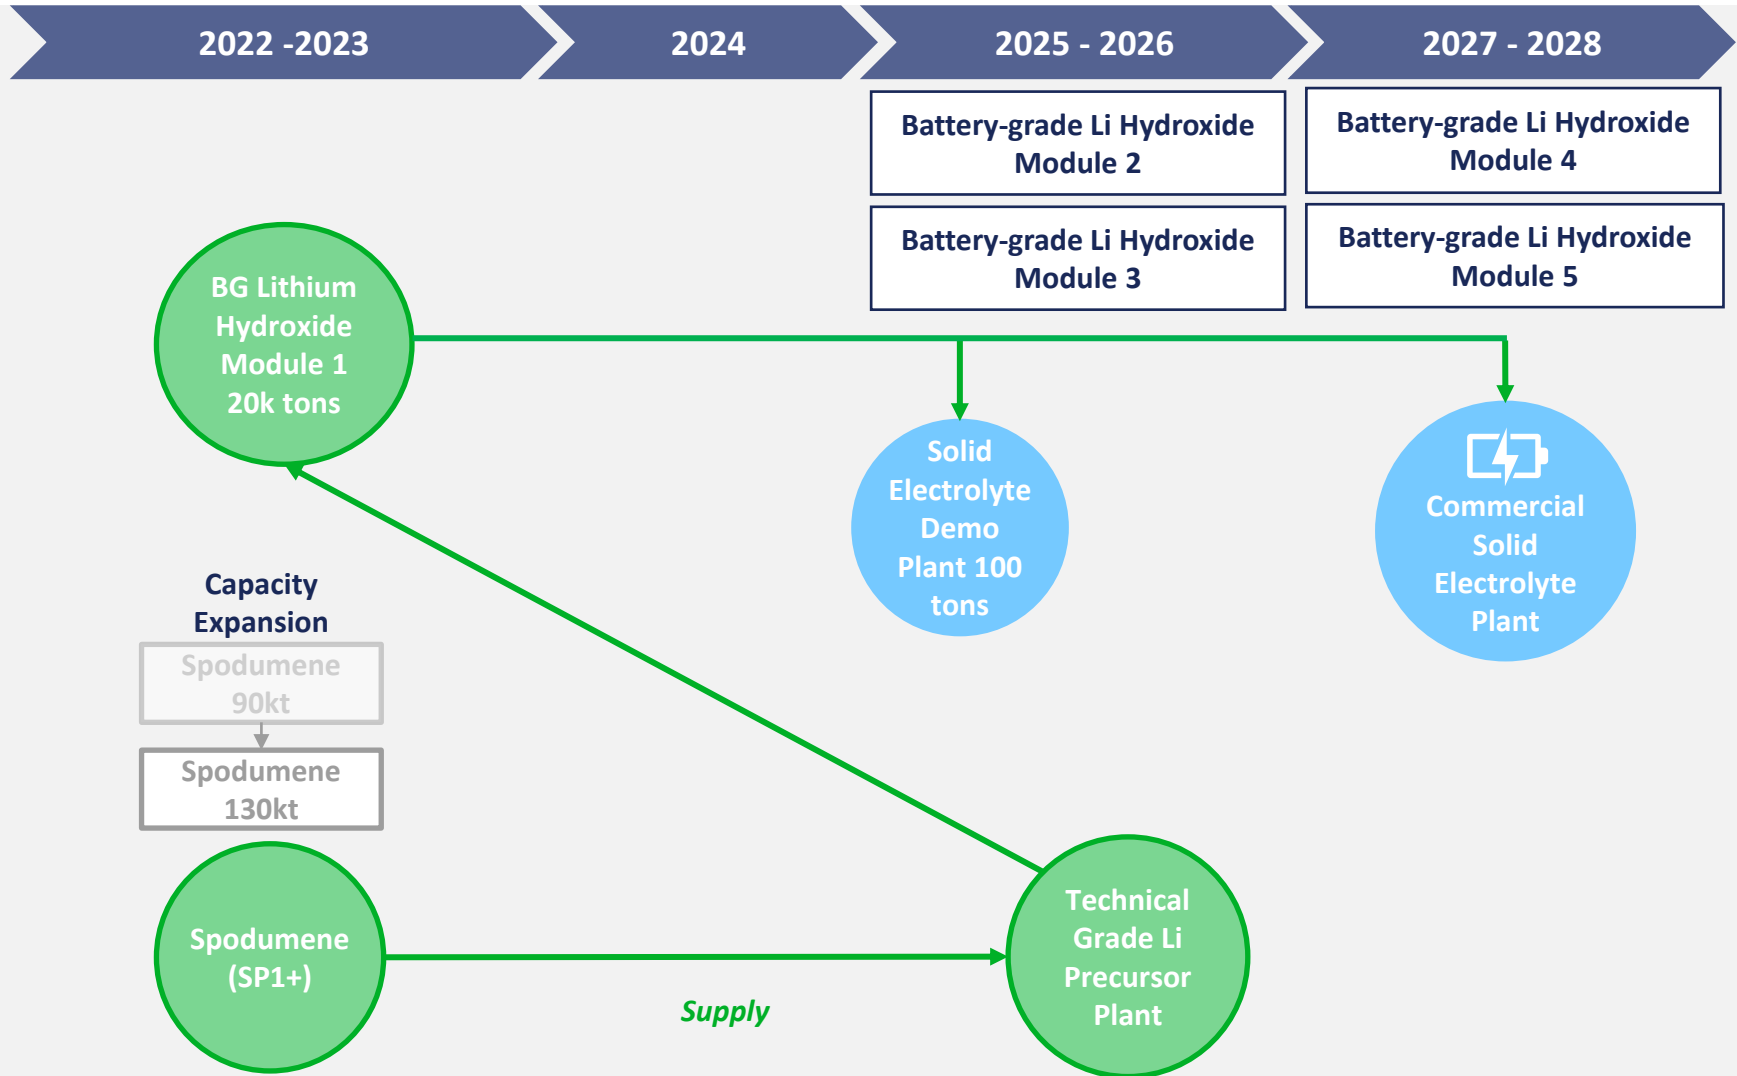 2022 -2023
2024
2025 - 2026
2027 - 2028
Battery-grade Li Hydroxide
Module 2
Battery-grade Li Hydroxide
Module 4
Battery-grade Li Hydroxide
Module 3
Battery-grade Li Hydroxide
Module 5
BG Lithium
Hydroxide
Module 1
20k tons
Solid
Electrolyte
Demo
Plant 100
tons
Commercial
Solid
Electrolyte
Plant
Capacity
Expansion
Spodumene
90kt
Spodumene
130kt
Spodumene
(SP1+)
Supply
Technical
Grade Li
Precursor
Plant